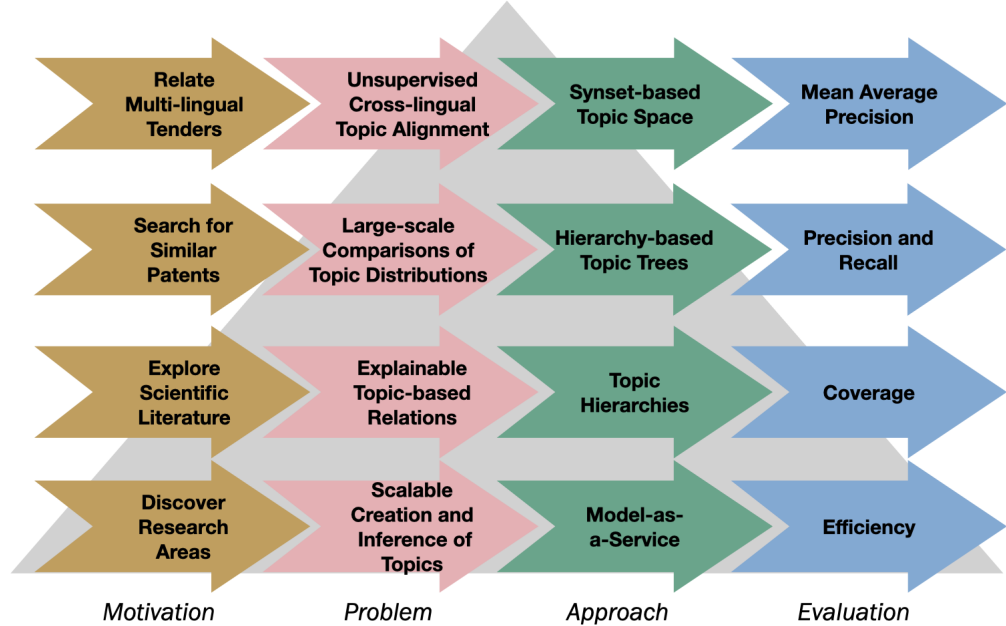 Relate
Multi-lingual
Tenders
Unsupervised
Cross-lingual
Topic Alignment
Synset-based
Topic Space
Mean Average
Precision
Search for
Similar
Patents
Large-scale
Comparisons of
Topic Distributions
Hierarchy-based
Topic Trees
Precision and
Recall
Explore
Scientific
Literature
Explainable
Topic-based
Relations
Topic
Hierarchies
Coverage
Discover
Research
Areas
Scalable
Creation and
Inference of
Topics
Model-as-
a-Service
Efficiency
Motivation
Problem
Approach
Evaluation